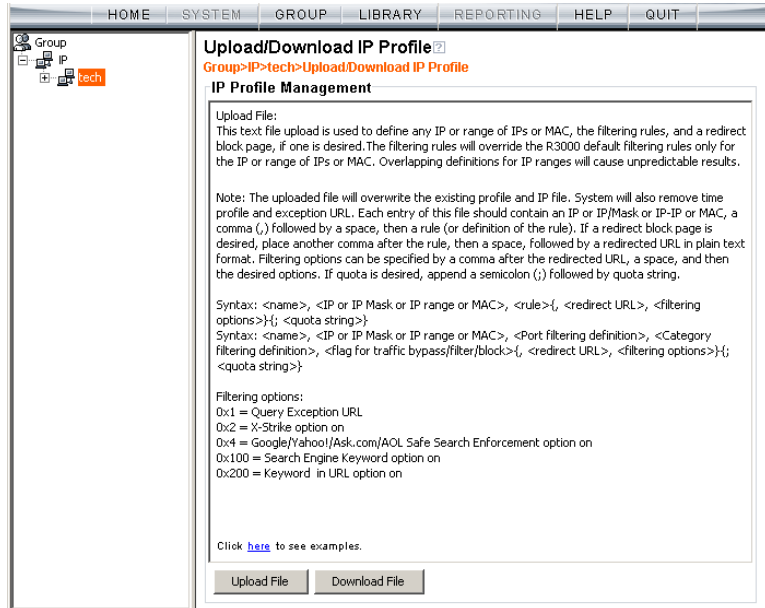 HOME SYSTEM GROUP LIBRARY REPORTING HELP QUIT
Group
IP
tech
Upload/Download IP Profile?
Group>IP>tech>Upload/Download IP Profile
IP Profile Management
Upload File:
This text file upload is used to define any IP or range of IPs or MAC, the filtering rules, and a redirect
block page, if one is desired.The filtering rules will override the R3000 default filtering rules only for
the IP or range of IPs or MAC. Overlapping definitions for IP ranges will cause unpredictable results.
Note: The uploaded file will overwrite the existing profile and IP file. System will also remove time
profile and exception URL. Each entry of this file should contain an IP or IP/Mask or IP-IP or MAC, a
comma (,) followed by a space, then a rule (or definition of the rule). If a redirect block page is
desired, place another comma after the rule, then a space, followed by a redirected URL in plain text
format. Filtering options can be specified by a comma after the redirected URL, a space, and then
the desired options. If quota is desired, append a semicolon (;) followed by quota string.
Syntax: <name>, <IP or IP Mask or IP range or MAC>, <rule>{, <redirect URL>, <filtering
options>}{; <quota string>}
Syntax: <name>, <IP or IP Mask or IP range or MAC>, <Port filtering definition>, <Category
filtering definition>, <flag for traffic bypass/filter/block>{, <redirect URL>, <filtering options>}{;
<quota string>}
Filtering options:
0x1 = Query Exception URL
0x2 = X-Strike option on
0x4 = Google/Yahoo!/Ask.com/AOL Safe Search Enforcement option on
0x100 = Search Engine Keyword option on
0x200 = Keyword in URL option on
Click here to see examples.
Upload File Download File